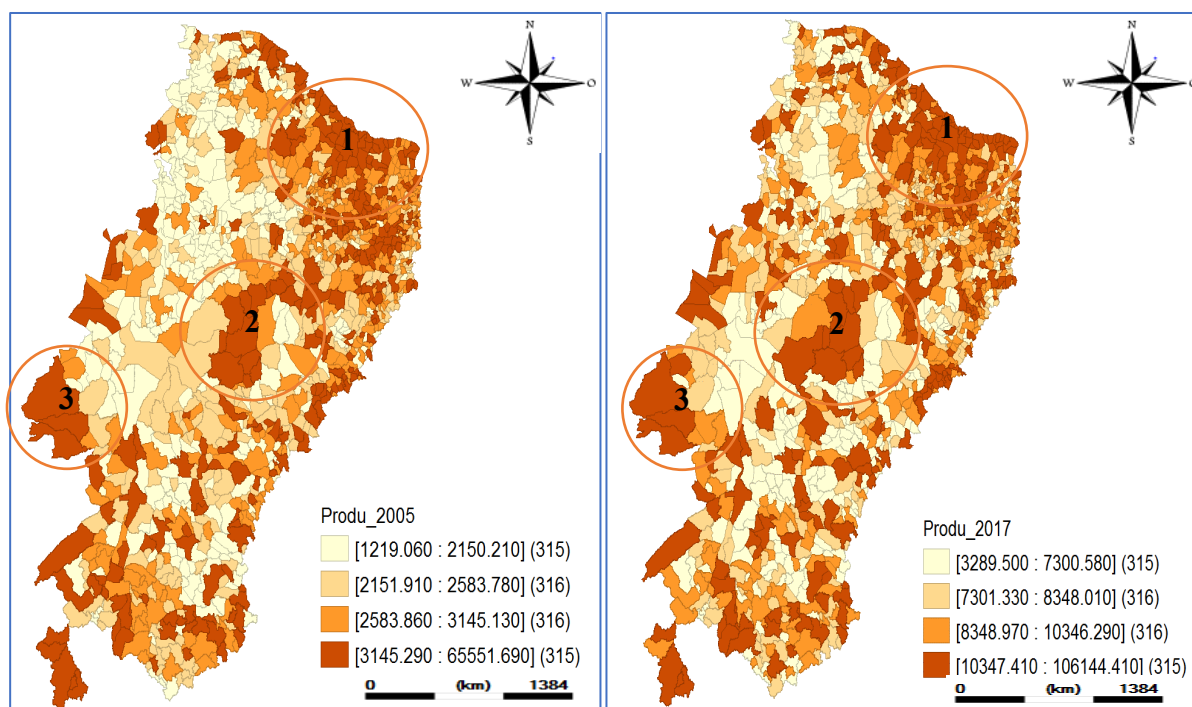 N
W O
S
1
2
3
Produ_2005
[1219.060 : 2150.210] (315)
[2151.910 : 2583.780] (316)
[2583.860 : 3145.130] (316)
[3145.290 : 65551.690] (315)
0 (km) 1384
N
W O
S
1
2
3
Produ_2017
[3289.500 : 7300.580] (315)
[7301.330 : 8348.010] (316)
[8348.970 : 10346.290] (316)
[10347.410 : 106144.410] (315)
0 (km) 1384